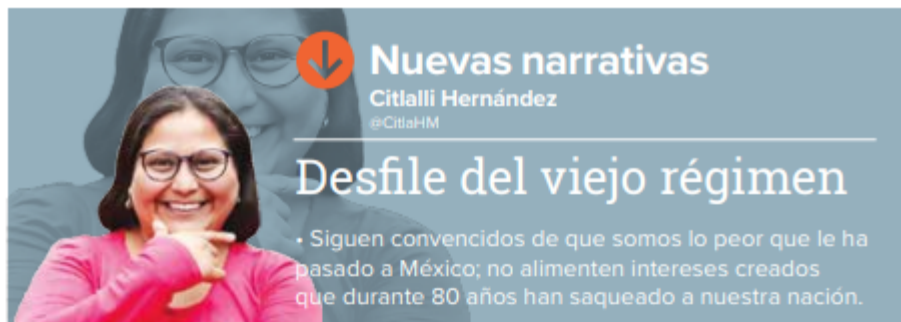 Nuevas narrativas
Citlalli Hernández
@CitlaHM
Desfile del viejo régimen
• Siguen convencidos de que somos lo peor que le ha
pasado a México; no alimenten intereses creados
que durante 80 años han saqueado a nuestra nación.